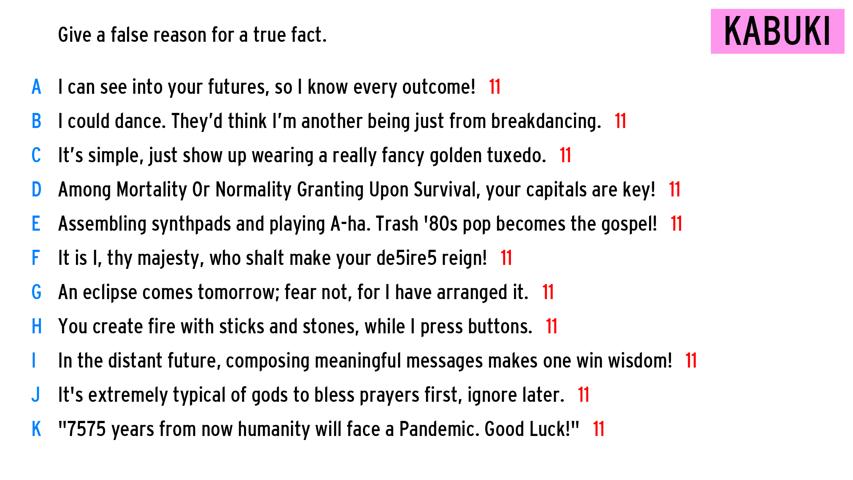 Give a false reason for a true fact.
KABUKI
A I can see into your futures, so I know every outcome! 11
B I could dance. They'd think I'm another being just from breakdancing. 11
C It's simple, just show up wearing a really fancy golden tuxedo. 11
D Among Mortality Or Normality Granting Upon Survival, your capitals are key! 11
E Assembling synthpads and playing A-ha. Trash '80s pop becomes the gospel! 11
F It is I, thy majesty, who shalt make your de5ire5 reign! 11
G An eclipse comes tomorrow; fear not, for I have arranged it. 11
H You create fire with sticks and stones, while I press buttons. 11
I In the distant future, composing meaningful messages makes one win wisdom! 11
J It's extremely typical of gods to bless prayers first, ignore later. 11
K "7575 years from now humanity will face a Pandemic. Good Luck!" 11